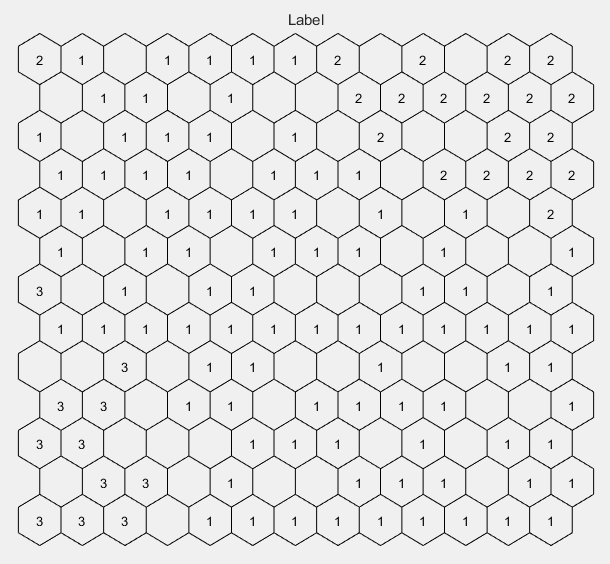 Label
2 1 1 1 1 1 2 2 2 2
1 1 1 2 2 2 2 2 2
1 1 1 1 1 2 2 2
1 1 1 1 1 1 1 2 2 2 2
1 1 1 1 1 1 1 1 2
1 1 1 1 1 1 1 1
3 1 1 1 1 1 1
1 1 1 1 1 1 1 1 1 1 1 1 1
3 1 1 1 1 1
3 3 1 1 1 1 1 1 1
3 3 1 1 1 1 1 1
3 3 1 1 1 1 1 1
3 3 3 1 1 1 1 1 1 1 1 1